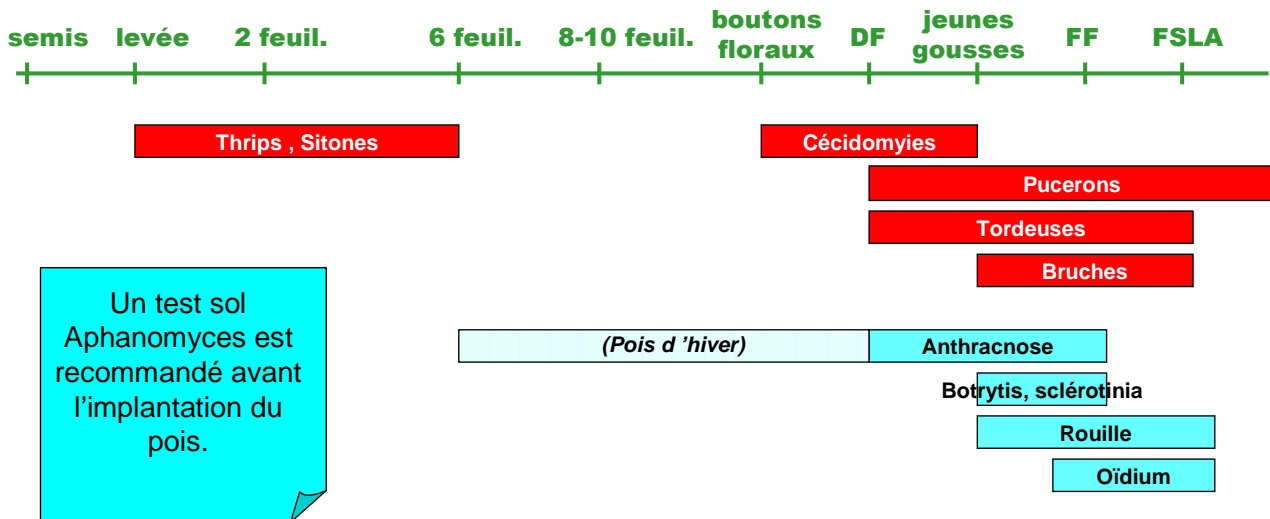 semis levée 2 feuil. 6 feuil. 8-10 feuil. boutons floraux DF jeunes gousses FF FSLA
Thrips , Sitones
Cécidomyies
Pucerons
Tordeuses
Bruches
Un test sol
Aphanomyces est
recommandé avant
l’implantation du
pois.
(Pois d ’hiver)
Anthracnose
Botrytis, sclérotinia
Rouille
Oïdium